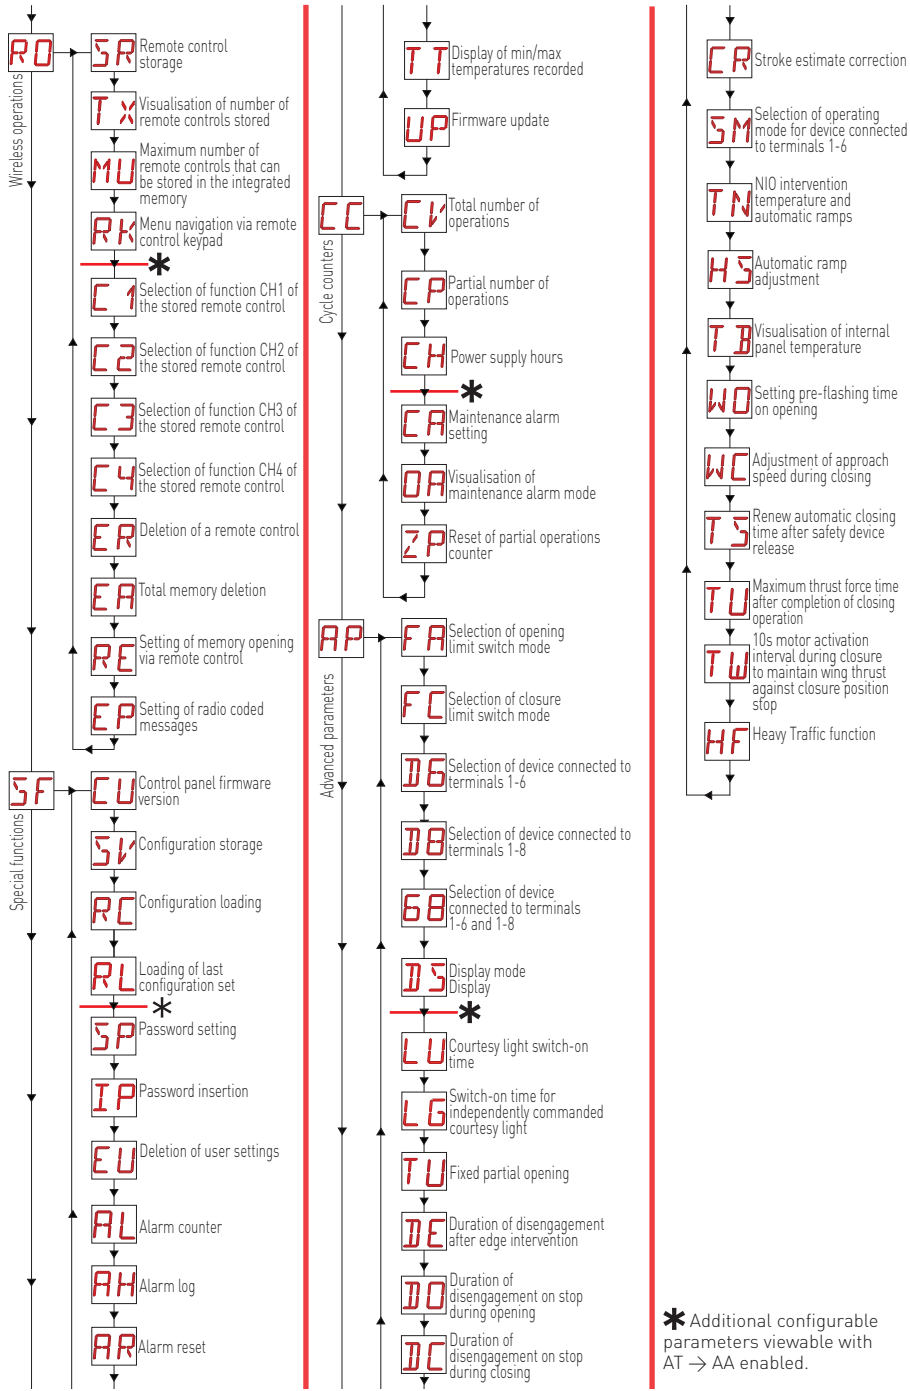 RO
Wireless operations
SR
Remote control
storage
TX
Visualisation of number of
remote controls stored
MU
Maximum number of
remote controls that can
be stored in the integrated
memory
RK
Menu navigation via remote
control keypad
*
C1
Selection of function CH1 of
the stored remote control
C2
Selection of function CH2 of
the stored remote control
C3
Selection of function CH3 of
the stored remote control
C4
Selection of function CH4 of
the stored remote control
ER
Deletion of a remote control
EA
Total memory deletion
RE
Setting of memory opening
via remote control
EP
Setting of radio coded
messages
SF
Special functions
CU
Control panel firmware
version
SV
Configuration storage
RC
Configuration loading
RL
Loading of last
configuration set
*
SP
Password setting
IP
Password insertion
EU
Deletion of user settings
AL
Alarm counter
AH
Alarm log
AR
Alarm reset
TT
Display of min/max
temperatures recorded
UP
Firmware update
CC
Cycle counters
CV
Total number of
operations
CP
Partial number of
operations
CH
Power supply hours
*
CA
Maintenance alarm
setting
OA
Visualisation of
maintenance alarm mode
ZP
Reset of partial operations
counter
AP
Advanced parameters
FA
Selection of opening
limit switch mode
FC
Selection of closure
limit switch mode
D6
Selection of device connected to
terminals 1-6
D8
Selection of device connected to
terminals 1-8
68
Selection of device
connected to terminals
1-6 and 1-8
DS
Display mode
Display
*
LU
Courtesy light switch-on
time
LG
Switch-on time for
independently commanded
courtesy light
TU
Fixed partial opening
DE
Duration of disengagement
after edge intervention
DO
Duration of
disengagement on stop
during opening
DC
Duration of
disengagement on stop
during closing
CR
Stroke estimate correction
SM
Selection of operating
mode for device connected
to terminals 1-6
TN
NIO intervention
temperature and
automatic ramps
HS
Automatic ramp
adjustment
TB
Visualisation of internal
panel temperature
WO
Setting pre-flashing time
on opening
WC
Adjustment of approach
speed during closing
TS
Renew automatic closing
time after safety device
release
TU
Maximum thrust force time
after completion of closing
operation
TW
10s motor activation
interval during closure
to maintain wing thrust
against closure position
stop
HF
Heavy Traffic function
* Additional configurable
parameters viewable with
AT → AA enabled.